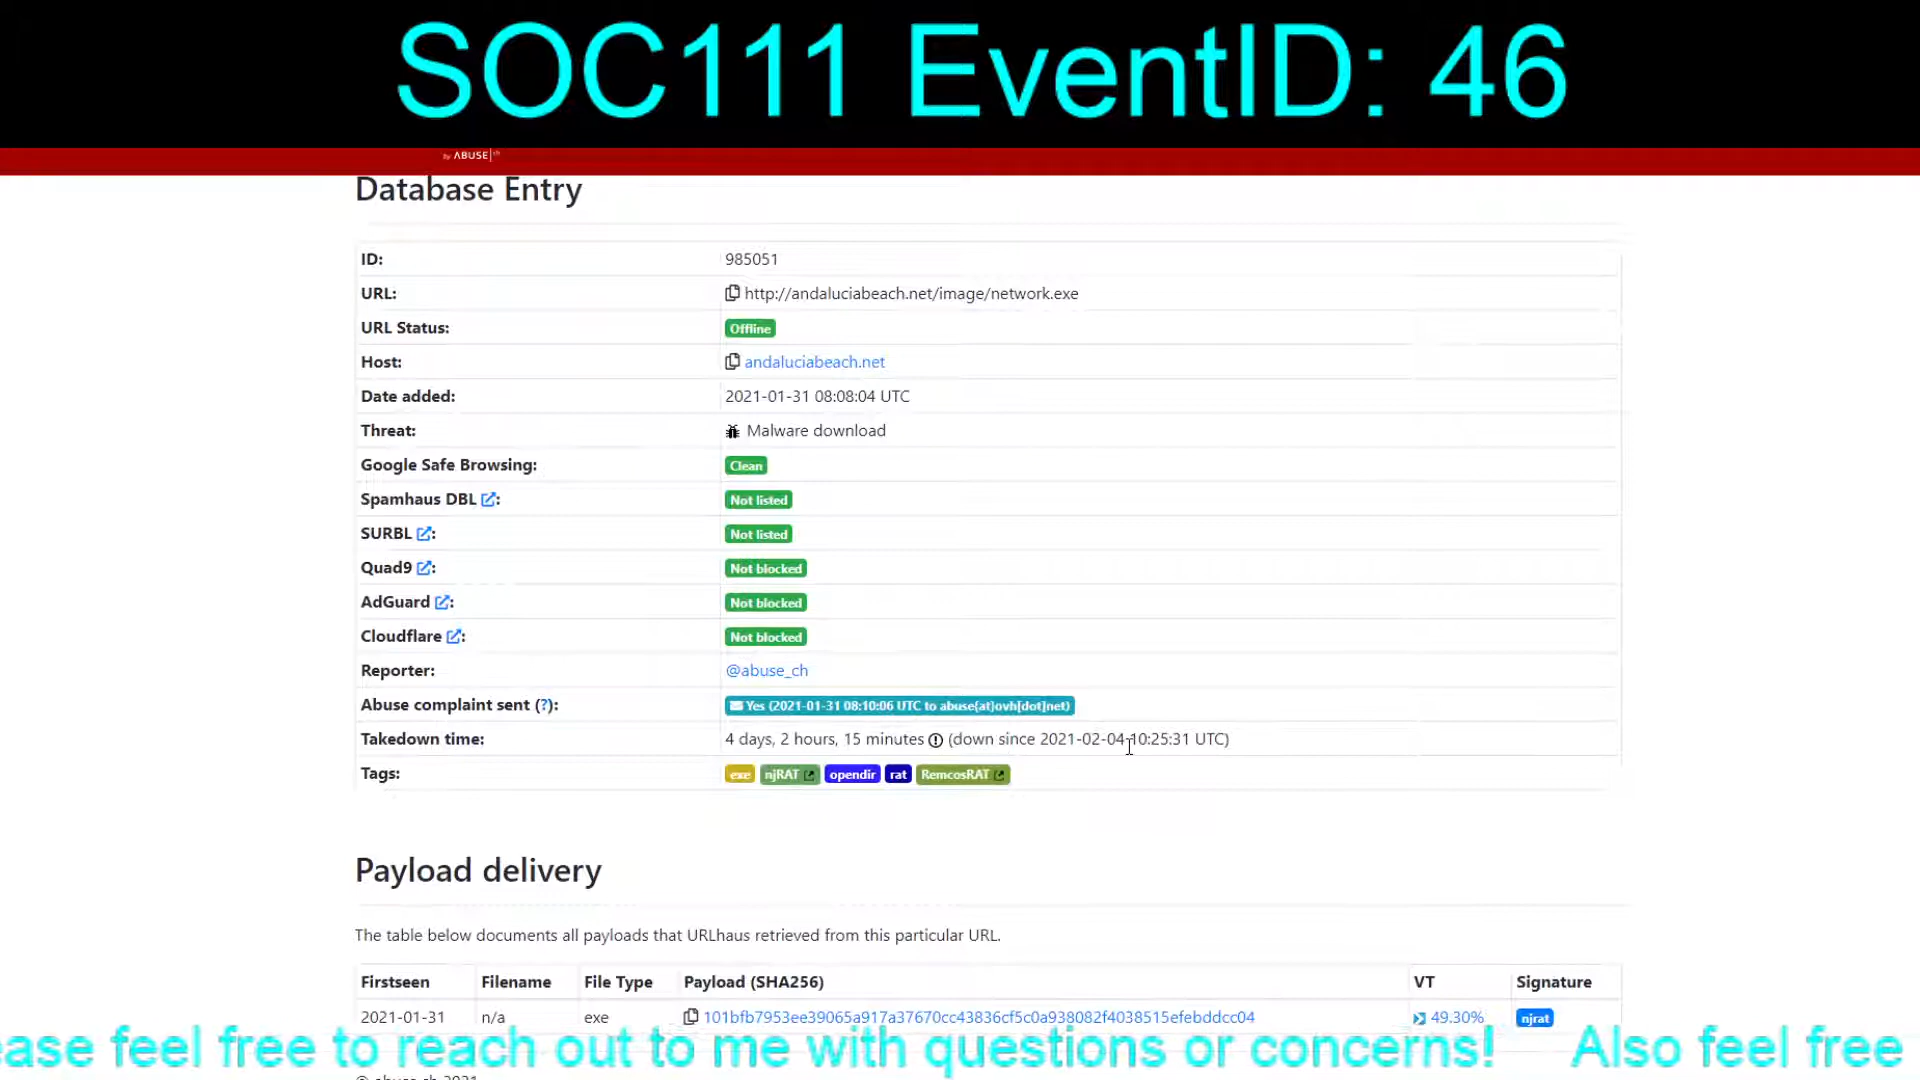 SOC111 EventID: 46
by ABUSE|ch
Database Entry
ID: 985051
URL: http://andaluciabeach.net/image/network.exe
URL Status: Offline
Host: andaluciabeach.net
Date added: 2021-01-31 08:08:04 UTC
Threat: Malware download
Google Safe Browsing: Clean
Spamhaus DBL : Not listed
SURBL : Not listed
Quad9 : Not blocked
AdGuard : Not blocked
Cloudflare : Not blocked
Reporter: @abuse_ch
Abuse complaint sent (?): Yes (2021-01-31 08:10:06 UTC to abuse{at}ovh[dot]net)
Takedown time: 4 days, 2 hours, 15 minutes (down since 2021-02-04 10:25:31 UTC)
Tags: exe njRAT opendir rat RemcosRAT
Payload delivery
The table below documents all payloads that URLhaus retrieved from this particular URL.
Firstseen Filename File Type Payload (SHA256) VT Signature
2021-01-31 n/a exe 101bfb7953ee39065a917a37670cc43836cf5c0a938082f4038515efebddcc04 49.30% njrat
ease feel free to reach out to me with questions or concerns! Also feel free
© abuse.ch 2021